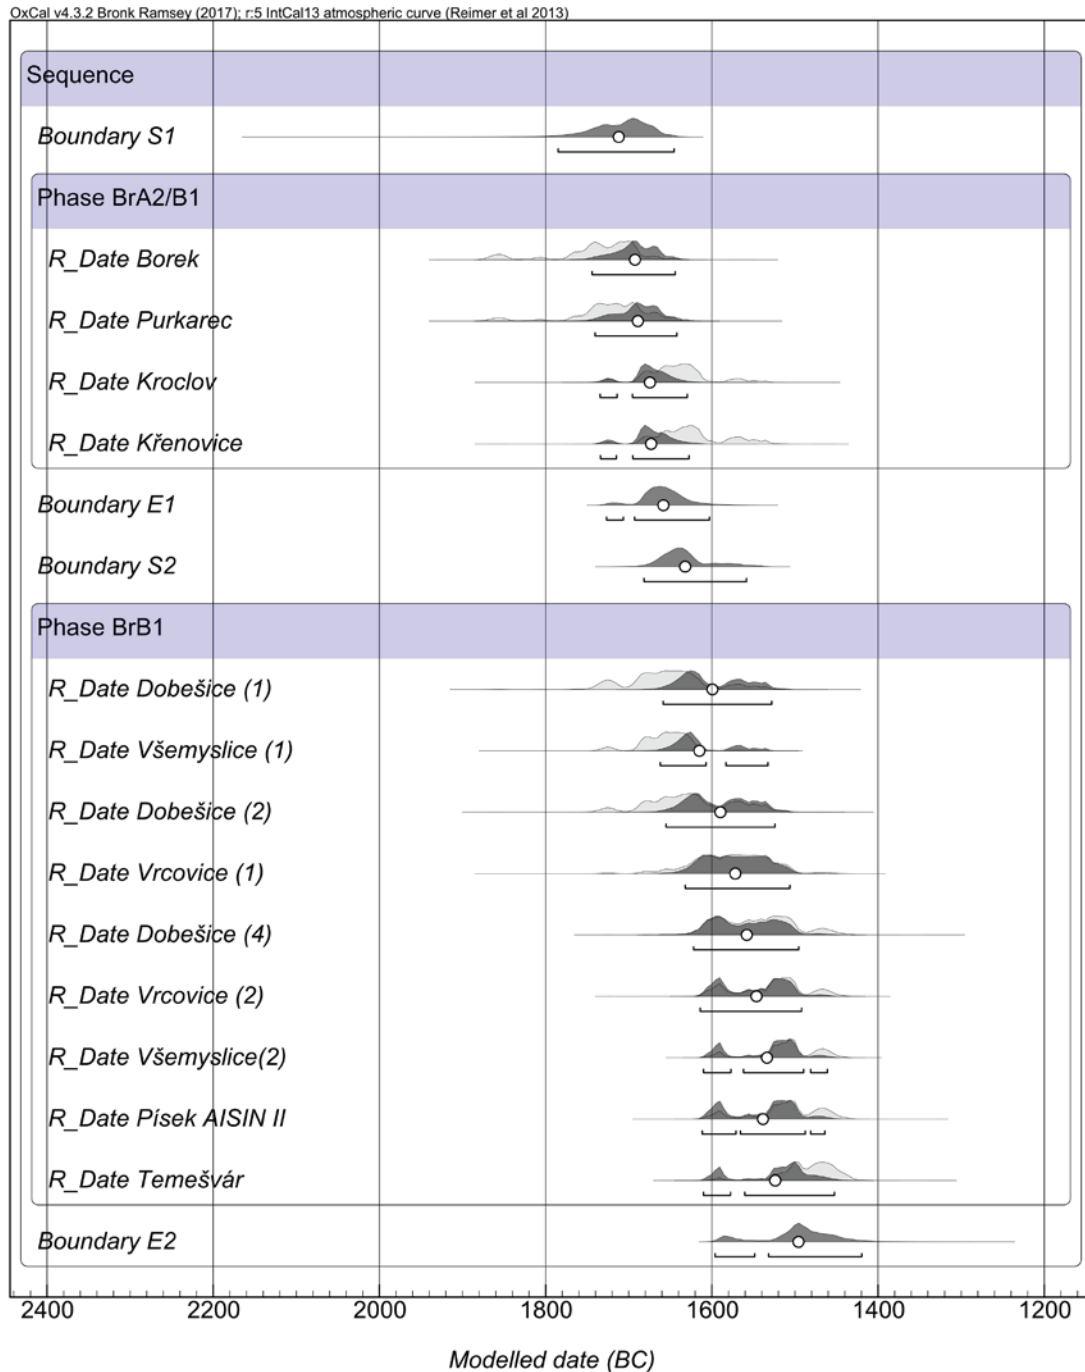 OxCal v4.3.2 Bronk Ramsey (2017); r:5 IntCal13 atmospheric curve (Reimer et al 2013)
Sequence
Boundary S1
Phase BrA2/B1
R_Date Borek
R_Date Purkarec
R_Date Kroclov
R_Date Křenovice
Boundary E1
Boundary S2
Phase BrB1
R_Date Dobešice (1)
R_Date Všemyslice (1)
R_Date Dobešice (2)
R_Date Vrcovice (1)
R_Date Dobešice (4)
R_Date Vrcovice (2)
R_Date Všemyslice(2)
R_Date Písek AISIN II
R_Date Temešvár
Boundary E2
2400 2200 2000 1800 1600 1400 1200
Modelled date (BC)